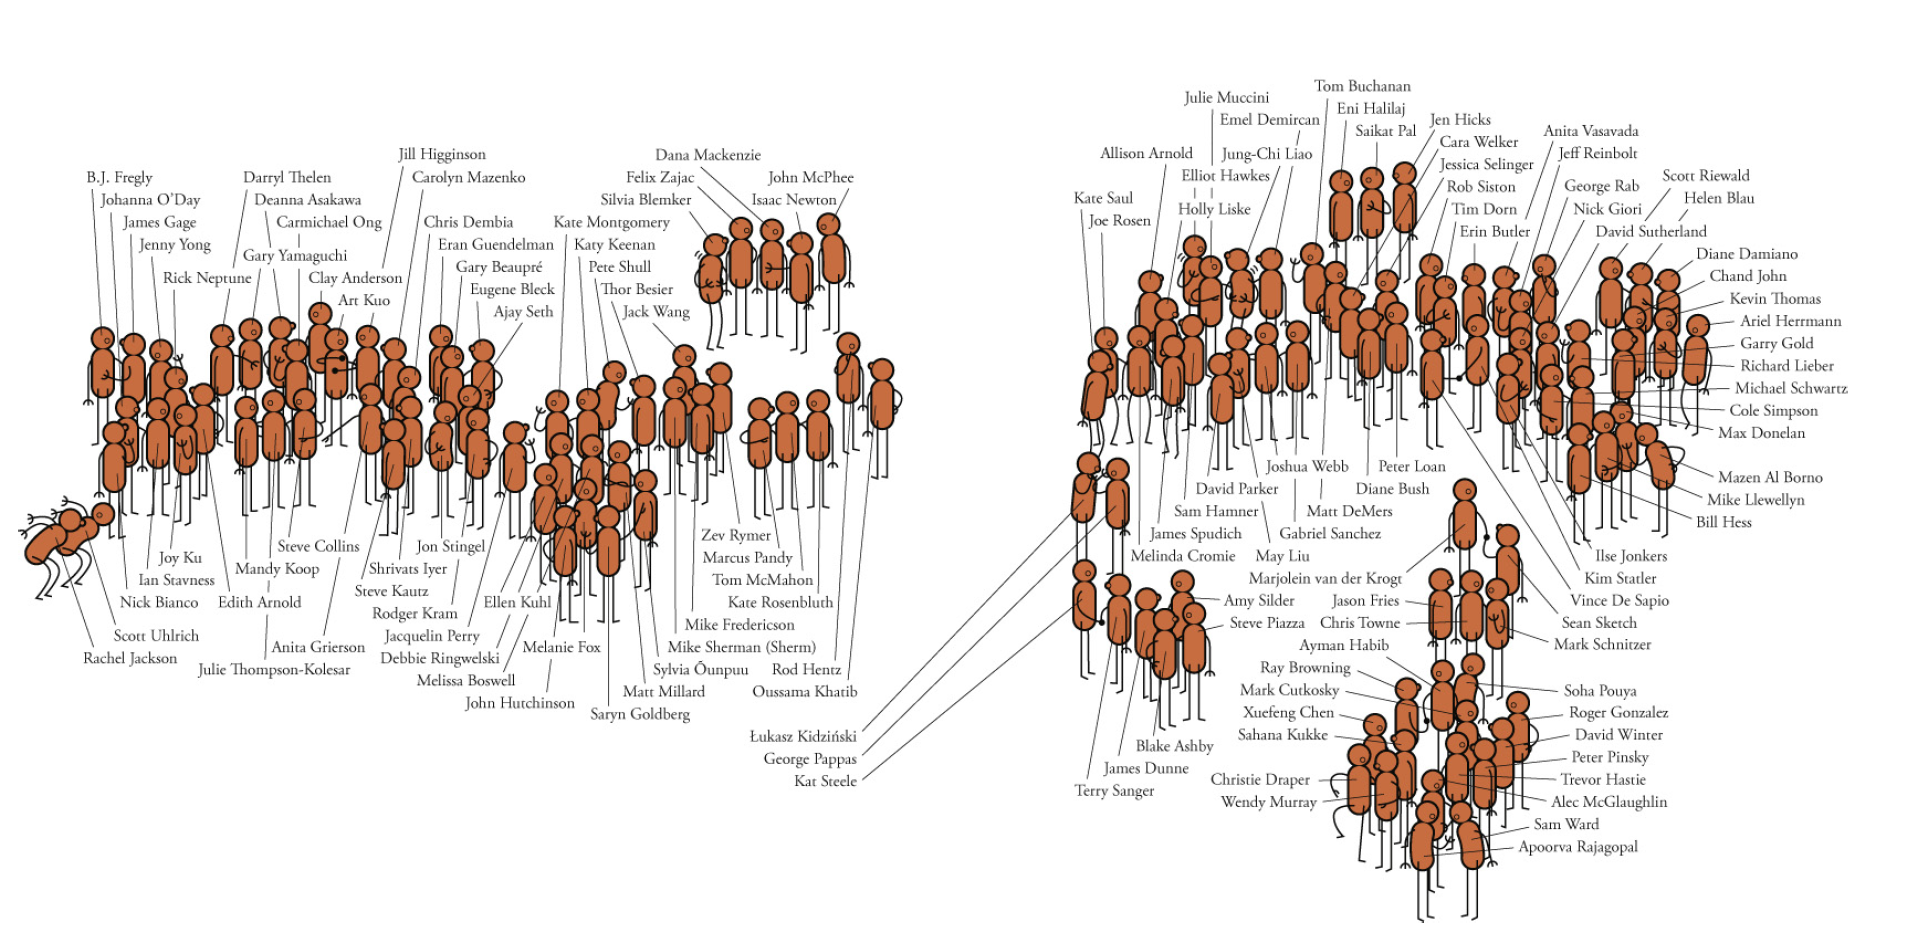 B.J. Fregly
Johanna O'Day
James Gage
Jenny Yong
Rick Neptune
Darryl Thelen
Deanna Asakawa
Carmichael Ong
Gary Yamaguchi
Clay Anderson
Art Kuo
Jill Higginson
Carolyn Mazenko
Chris Dembia
Eran Guendelman
Gary Beaupré
Eugene Bleck
Ajay Seth
Dana Mackenzie
Felix Zajac
Silvia Blemker
Kate Montgomery
Katy Keenan
Pete Shull
Thor Besier
Jack Wang
John McPhee
Isaac Newton
Joy Ku
Ian Stavness
Nick Bianco
Scott Uhlrich
Rachel Jackson
Steve Collins
Mandy Koop
Edith Arnold
Anita Grierson
Julie Thompson-Kolesar
Jon Stingel
Shrivats Iyer
Steve Kautz
Rodger Kram
Jacquelin Perry
Debbie Ringwelski
Melissa Boswell
John Hutchinson
Ellen Kuhl
Melanie Fox
Saryn Goldberg
Matt Millard
Sylvia Õunpuu
Mike Sherman (Sherm)
Mike Fredericson
Kate Rosenbluth
Tom McMahon
Marcus Pandy
Zev Rymer
Rod Hentz
Oussama Khatib
Łukasz Kidziński
George Pappas
Kat Steele
Kate Saul
Joe Rosen
Allison Arnold
Julie Muccini
Emel Demircan
Jung-Chi Liao
Elliot Hawkes
Holly Liske
Tom Buchanan
Eni Halilaj
Saikat Pal
Jen Hicks
Cara Welker
Jessica Selinger
Rob Siston
Tim Dorn
Erin Butler
Anita Vasavada
Jeff Reinbolt
George Rab
Nick Giori
David Sutherland
Scott Riewald
Helen Blau
Diane Damiano
Chand John
Kevin Thomas
Ariel Herrmann
Garry Gold
Richard Lieber
Michael Schwartz
Cole Simpson
Max Donelan
Mazen Al Borno
Mike Llewellyn
Bill Hess
Joshua Webb
David Parker
Sam Hamner
James Spudich
Melinda Cromie
Peter Loan
Diane Bush
Matt DeMers
Gabriel Sanchez
May Liu
Marjolein van der Krogt
Jason Fries
Chris Towne
Ayman Habib
Ray Browning
Mark Cutkosky
Xuefeng Chen
Sahana Kukke
Christie Draper
Wendy Murray
Amy Silder
Steve Piazza
Blake Ashby
James Dunne
Terry Sanger
Ilse Jonkers
Kim Statler
Vince De Sapio
Sean Sketch
Mark Schnitzer
Soha Pouya
Roger Gonzalez
David Winter
Peter Pinsky
Trevor Hastie
Alec McGlaughlin
Sam Ward
Apoorva Rajagopal